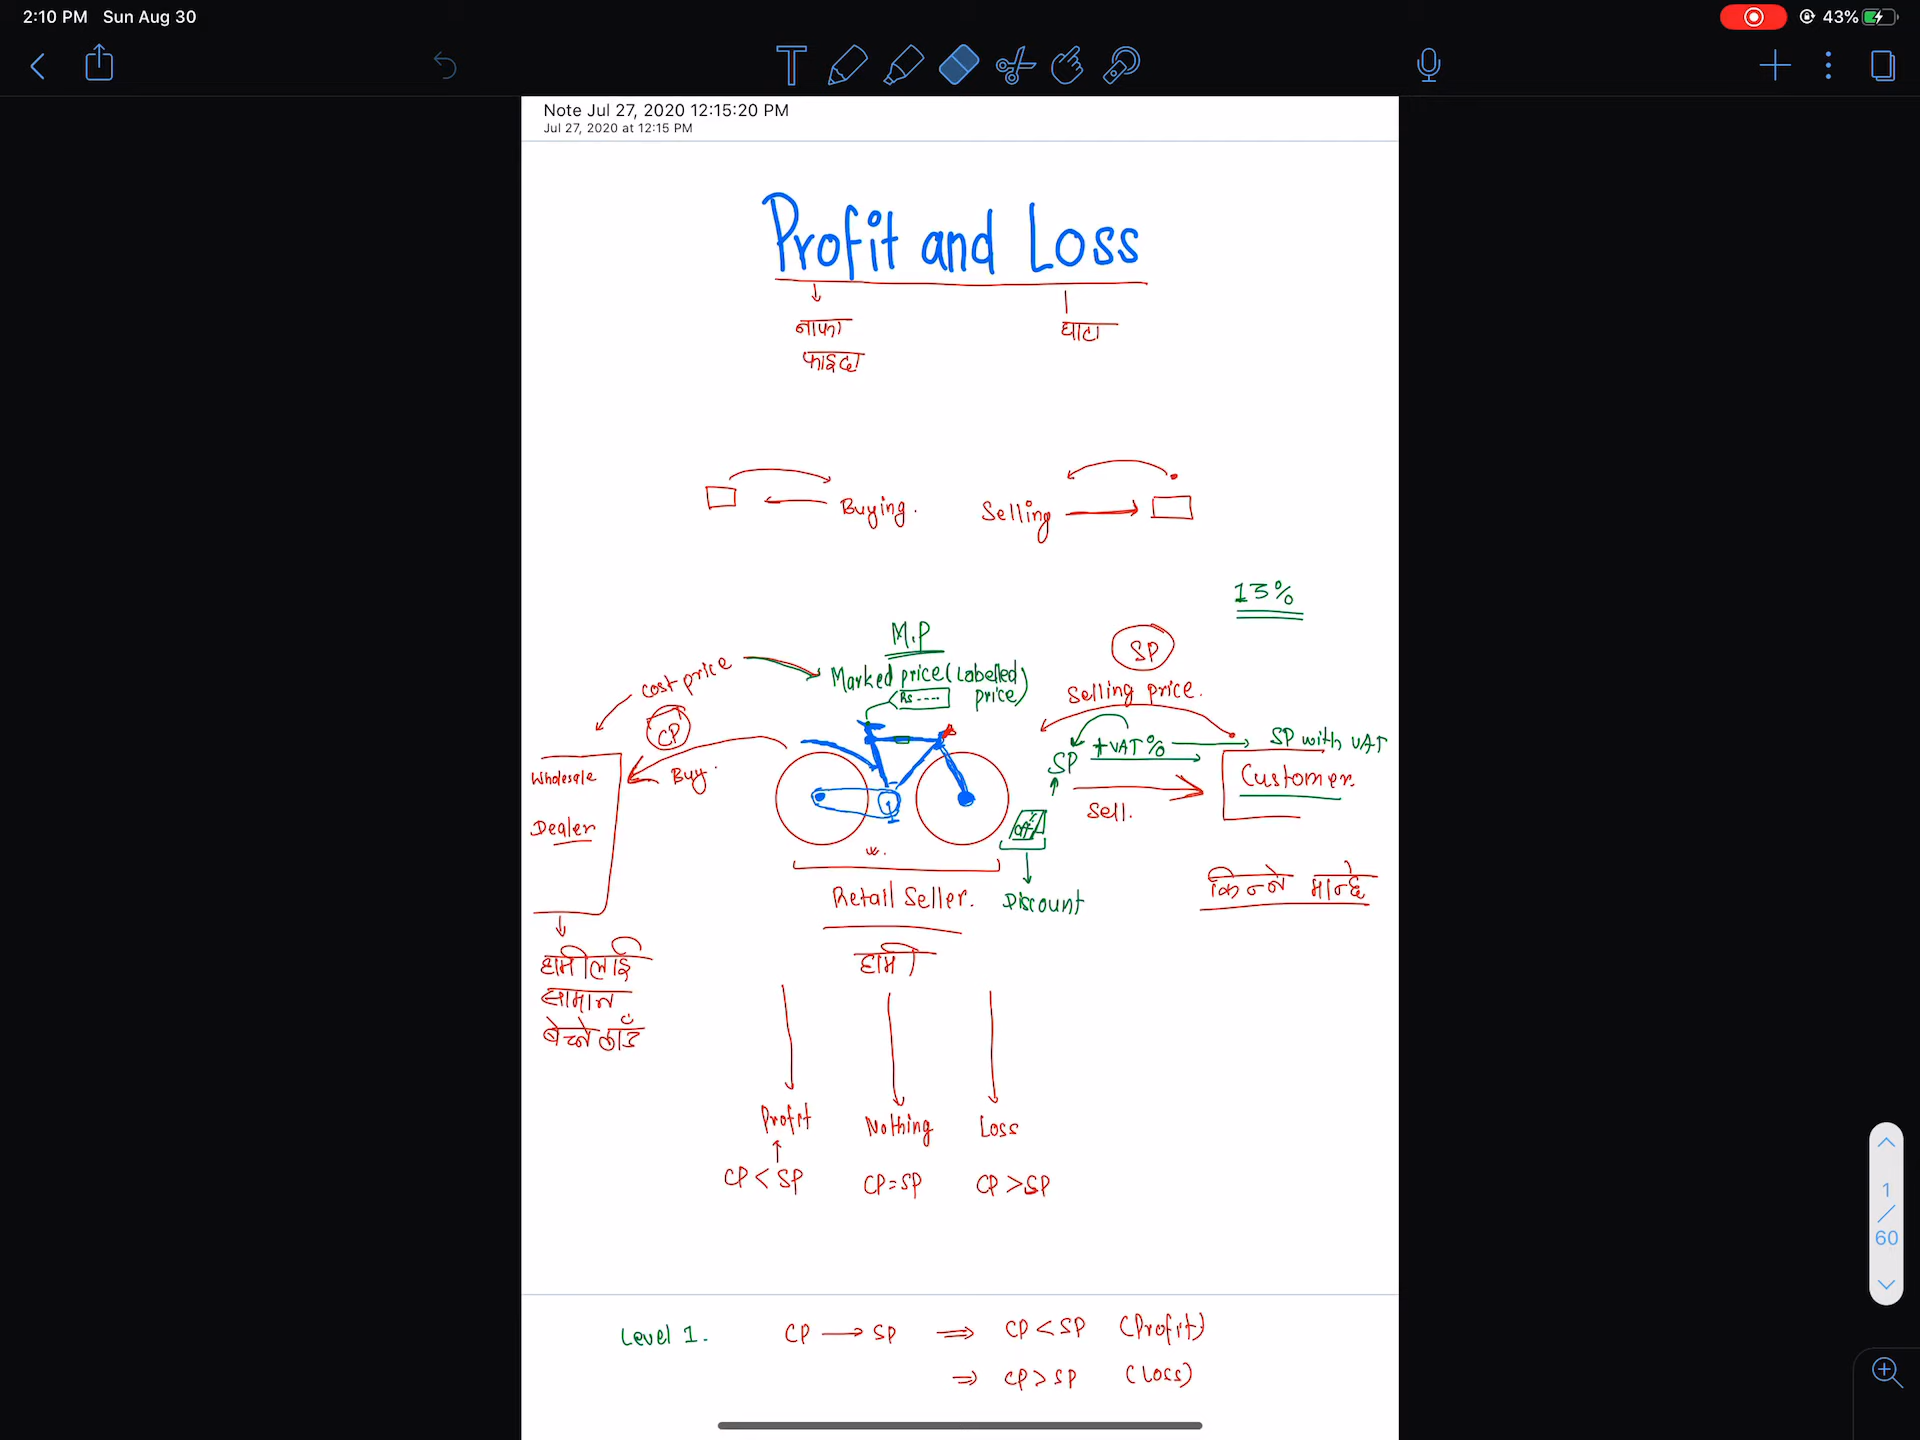 2:10 PM Sun Aug 30
43%
Note Jul 27, 2020 12:15:20 PM
Jul 27, 2020 at 12:15 PM
Profit and Loss
नाफा
घाटा
फाइदा
Buying.
Selling
13%
M.P
SP
cost price
Marked price (Labelled price)
Rs ----
Selling price.
CP
SP +VAT%
SP with VAT
Wholesale
Dealer
Buy.
Customer.
Sell.
off
Retail Seller.
Discount
किन्ने मान्छे
हामीलाई
सामान
बेच्ने ठाउँ
हामी
Profit
Nothing
Loss
CP < SP
CP = SP
CP > SP
1
/
60
Level 1.
CP → SP ⇒ CP < SP (Profit)
⇒ CP > SP (Loss)